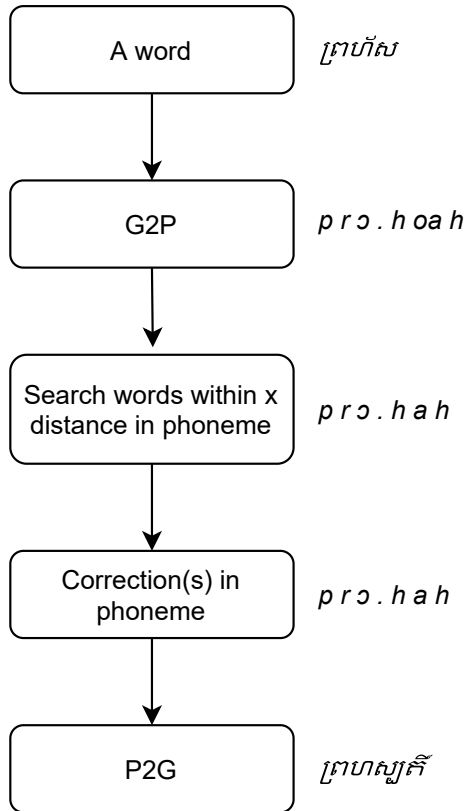 A word
ព្រហ័ស
G2P
p r ɔ . h oa h
Search words within x
distance in phoneme
p r ɔ . h a h
Correction(s) in
phoneme
p r ɔ . h a h
P2G
ព្រហស្បតិ៍